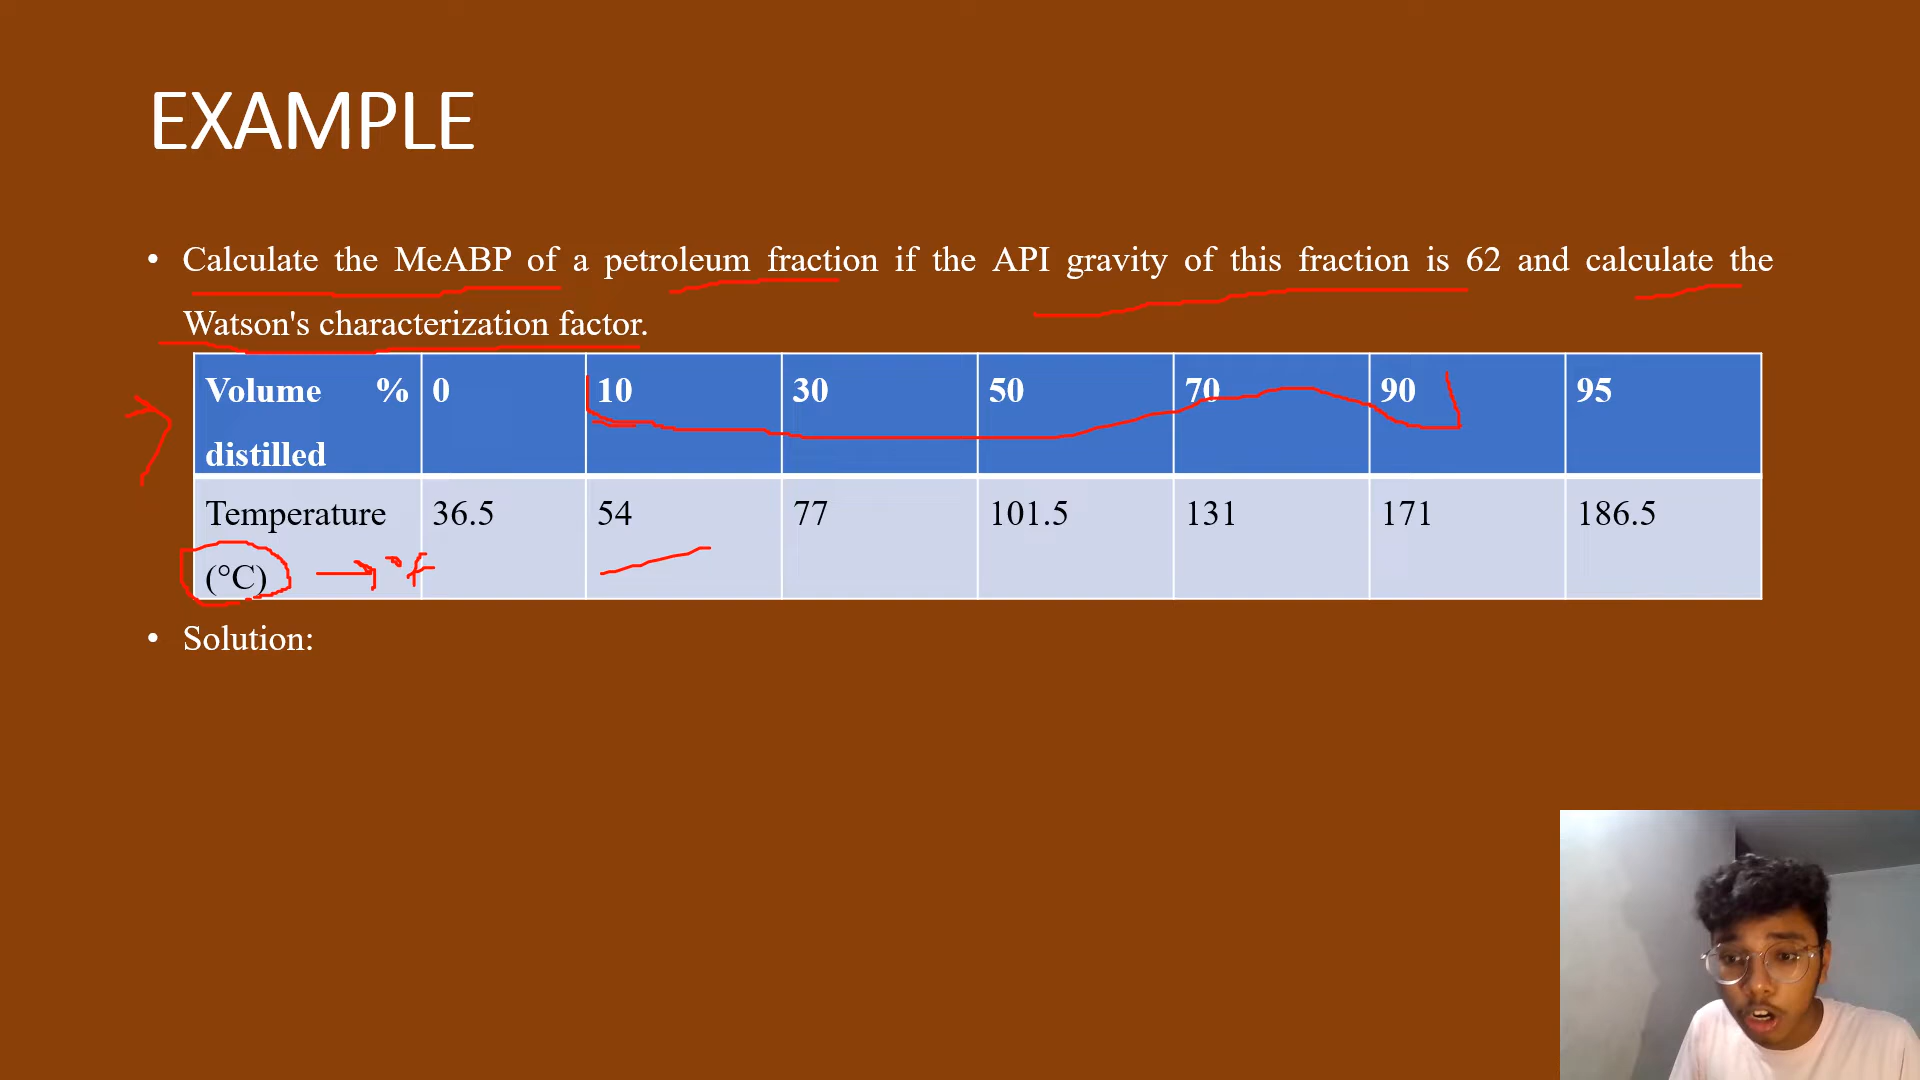 EXAMPLE
• Calculate the MeABP of a petroleum fraction if the API gravity of this fraction is 62 and calculate the
Watson's characterization factor.
Volume % 0 10 30 50 70 90 95
distilled
Temperature 36.5 54 77 101.5 131 171 186.5
(°C) → °F
• Solution: